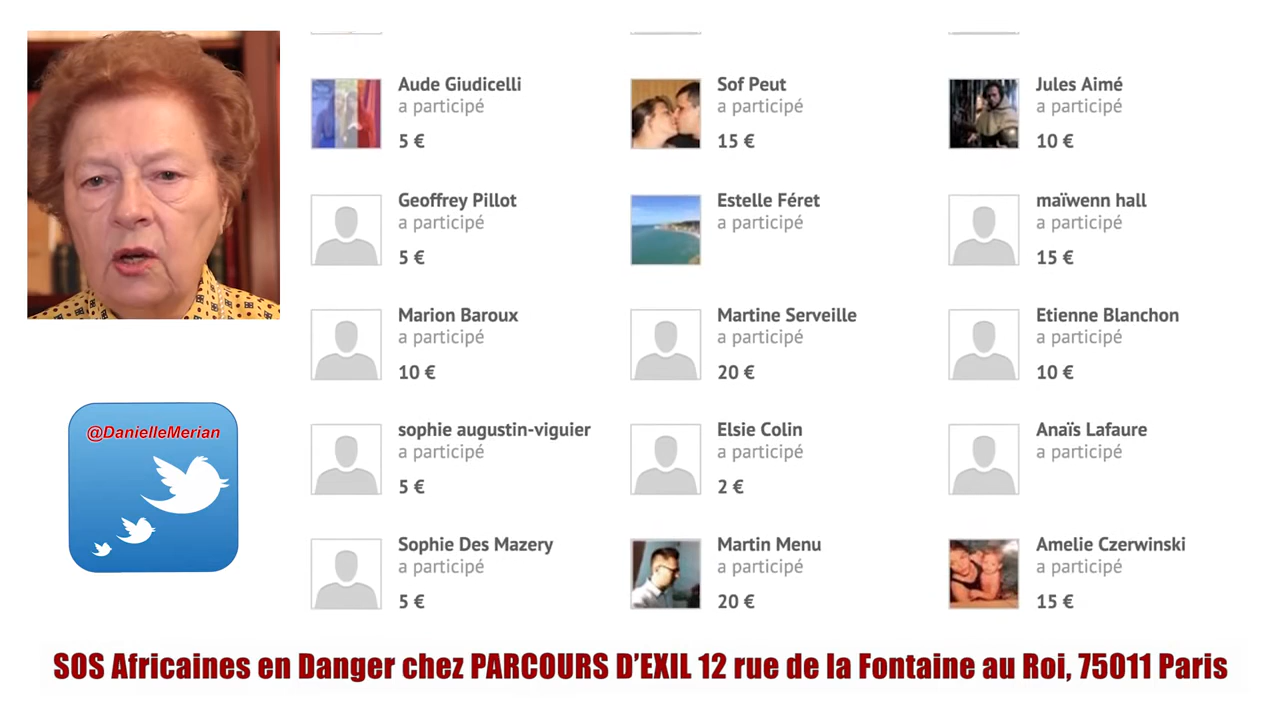 Aude Giudicelli
a participé
5 €
Sof Peut
a participé
15 €
Jules Aimé
a participé
10 €
Geoffrey Pillot
a participé
5 €
Estelle Féret
a participé
maïwenn hall
a participé
15 €
Marion Baroux
a participé
10 €
Martine Serveille
a participé
20 €
Etienne Blanchon
a participé
10 €
@DanielleMerian
sophie augustin-viguier
a participé
5 €
Elsie Colin
a participé
2 €
Anaïs Lafaure
a participé
Sophie Des Mazery
a participé
5 €
Martin Menu
a participé
20 €
Amelie Czerwinski
a participé
15 €
SOS Africaines en Danger chez PARCOURS D'EXIL 12 rue de la Fontaine au Roi, 75011 Paris